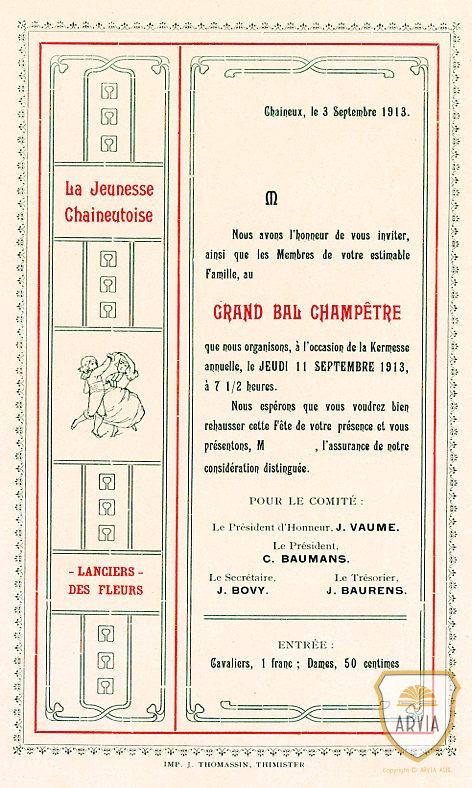 La Jeunesse
Chaineutoise
- LANCIERS -
DES FLEURS
Chaineux, le 3 Septembre 1913.
M
Nous avons l'honneur de vous inviter,
ainsi que les Membres de votre estimable
Famille, au
GRAND BAL CHAMPÊTRE
que nous organisons, à l'occasion de la Kermesse
annuelle, le JEUDI 11 SEPTEMBRE 1913,
à 7 1/2 heures.
Nous espérons que vous voudrez bien
rehausser cette Fête de votre présence et vous
présentons, M , l'assurance de notre
considération distinguée.
POUR LE COMITÉ :
Le Président d'Honneur, J. VAUME.
Le Président,
C. BAUMANS.
Le Secrétaire, Le Trésorier,
J. BOVY. J. BAURENS.
ENTRÉE :
Cavaliers, 1 franc ; Dames, 50 centimes
IMP. J. THOMASSIN, THIMISTER
ARVIA
Copyright © ARVIA ASBL